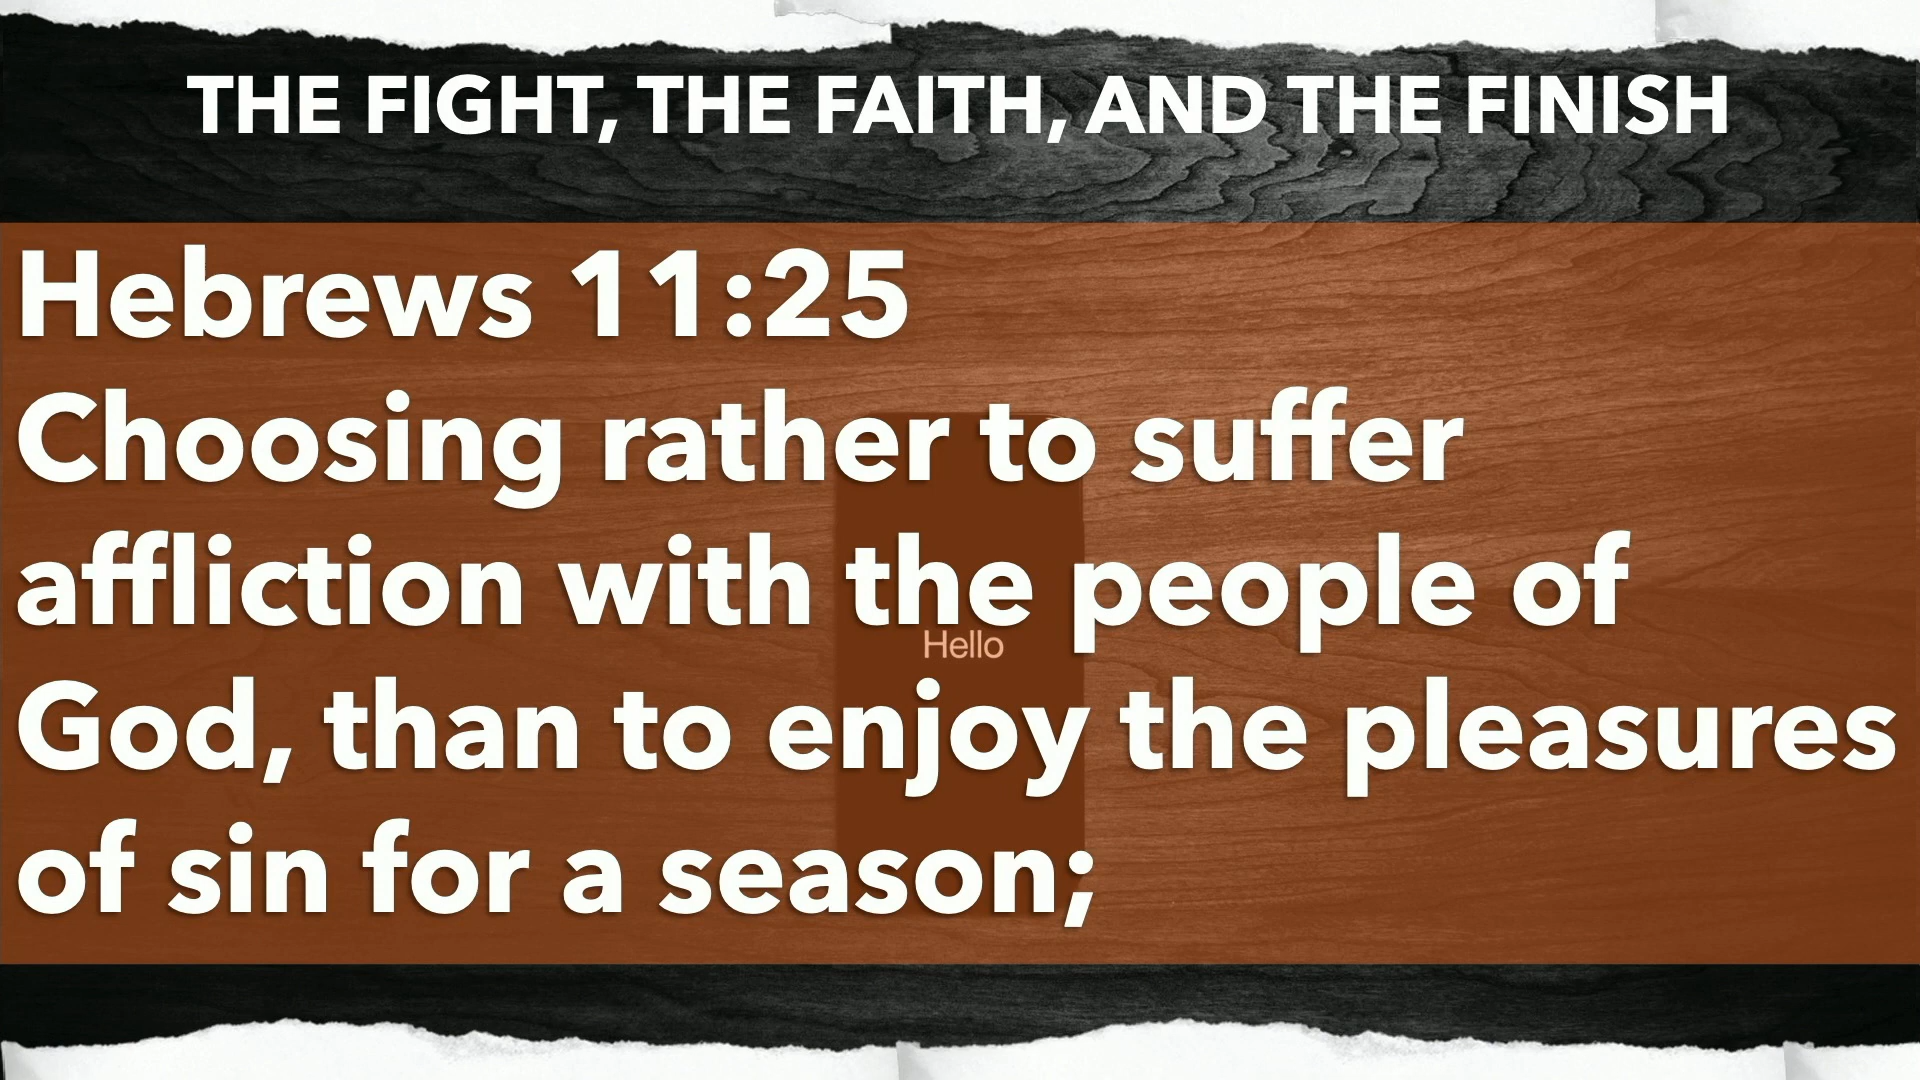 THE FIGHT, THE FAITH, AND THE FINISH
Hebrews 11:25
Choosing rather to suffer
affliction with the people of
Hello
God, than to enjoy the pleasures
of sin for a season;